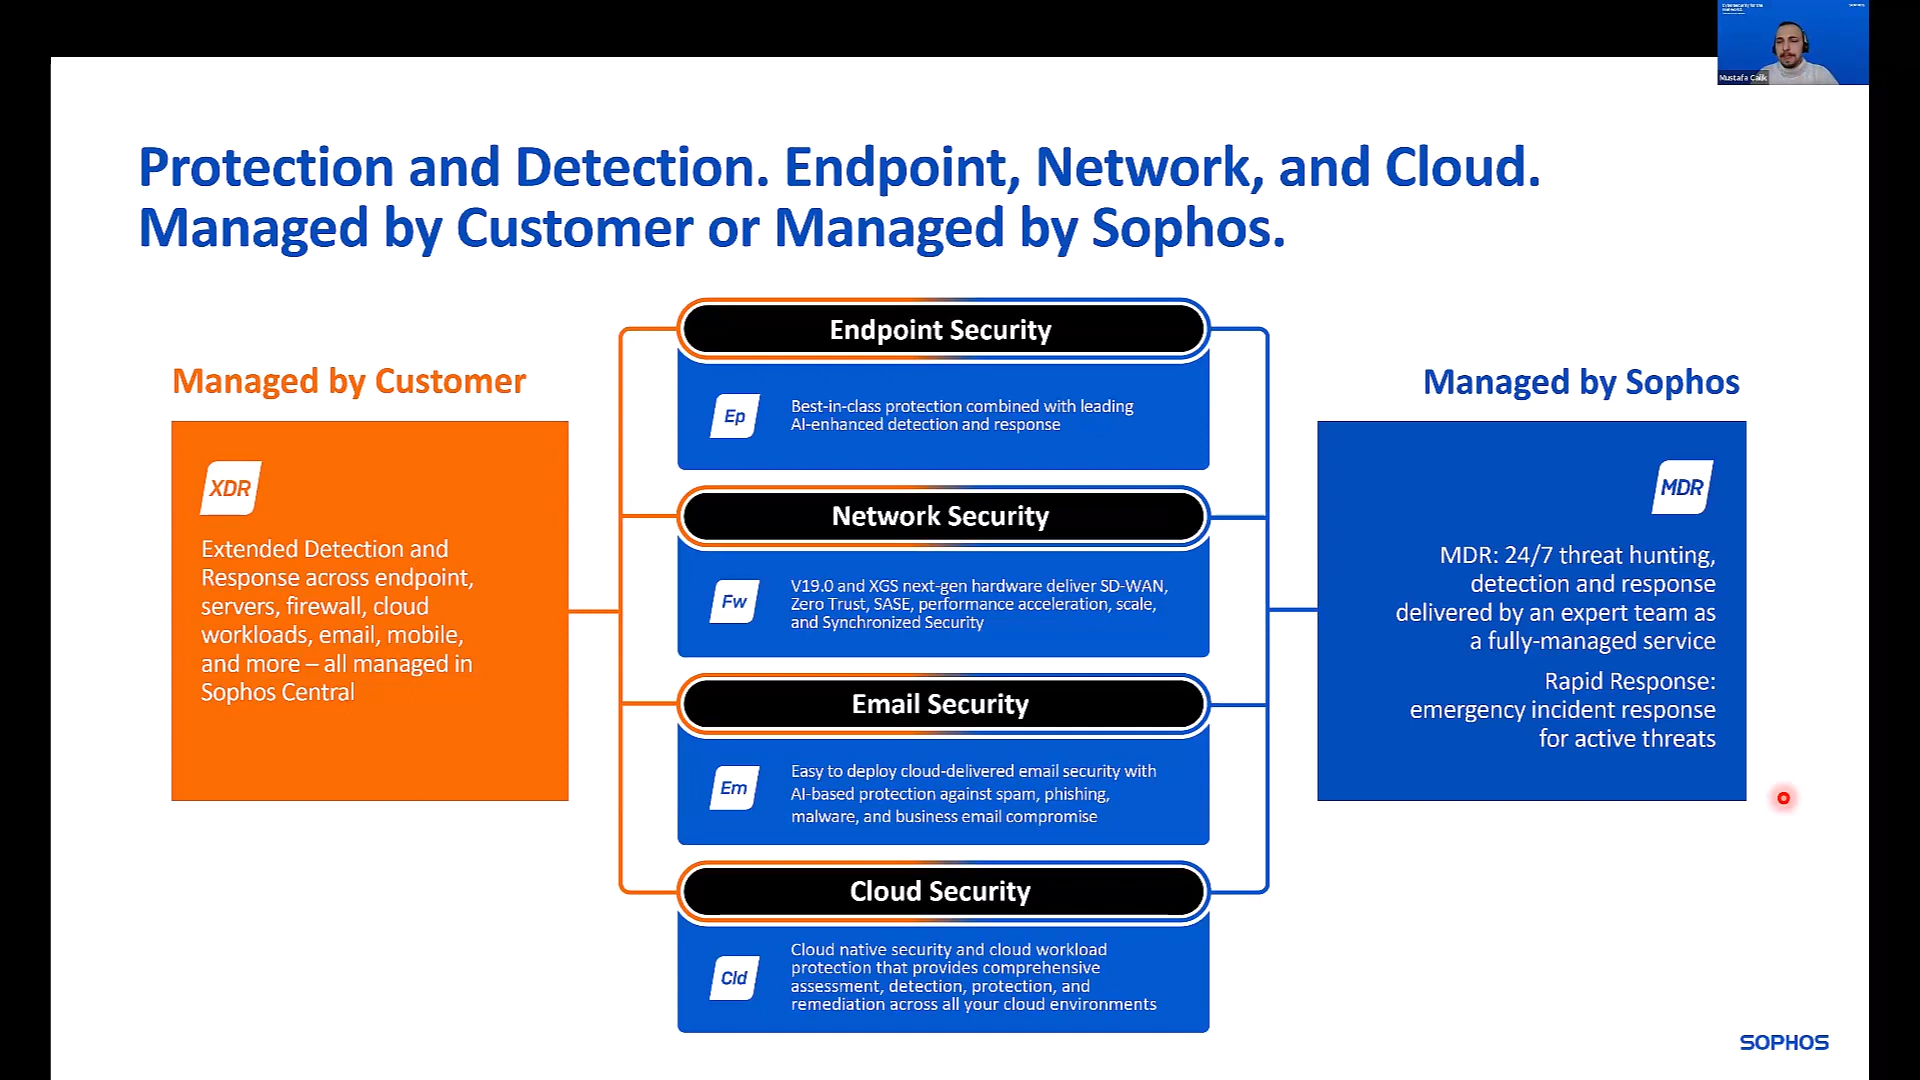 Mustafa Calik
Protection and Detection. Endpoint, Network, and Cloud.
Managed by Customer or Managed by Sophos.
Managed by Customer
XDR
Extended Detection and
Response across endpoint,
servers, firewall, cloud
workloads, email, mobile,
and more – all managed in
Sophos Central
Endpoint Security
Ep
Best-in-class protection combined with leading
AI-enhanced detection and response
Network Security
Fw
V19.0 and XGS next-gen hardware deliver SD-WAN,
Zero Trust, SASE, performance acceleration, scale,
and Synchronized Security
Email Security
Em
Easy to deploy cloud-delivered email security with
AI-based protection against spam, phishing,
malware, and business email compromise
Cloud Security
Cld
Cloud native security and cloud workload
protection that provides comprehensive
assessment, detection, protection, and
remediation across all your cloud environments
Managed by Sophos
MDR
MDR: 24/7 threat hunting,
detection and response
delivered by an expert team as
a fully-managed service
Rapid Response:
emergency incident response
for active threats
SOPHOS